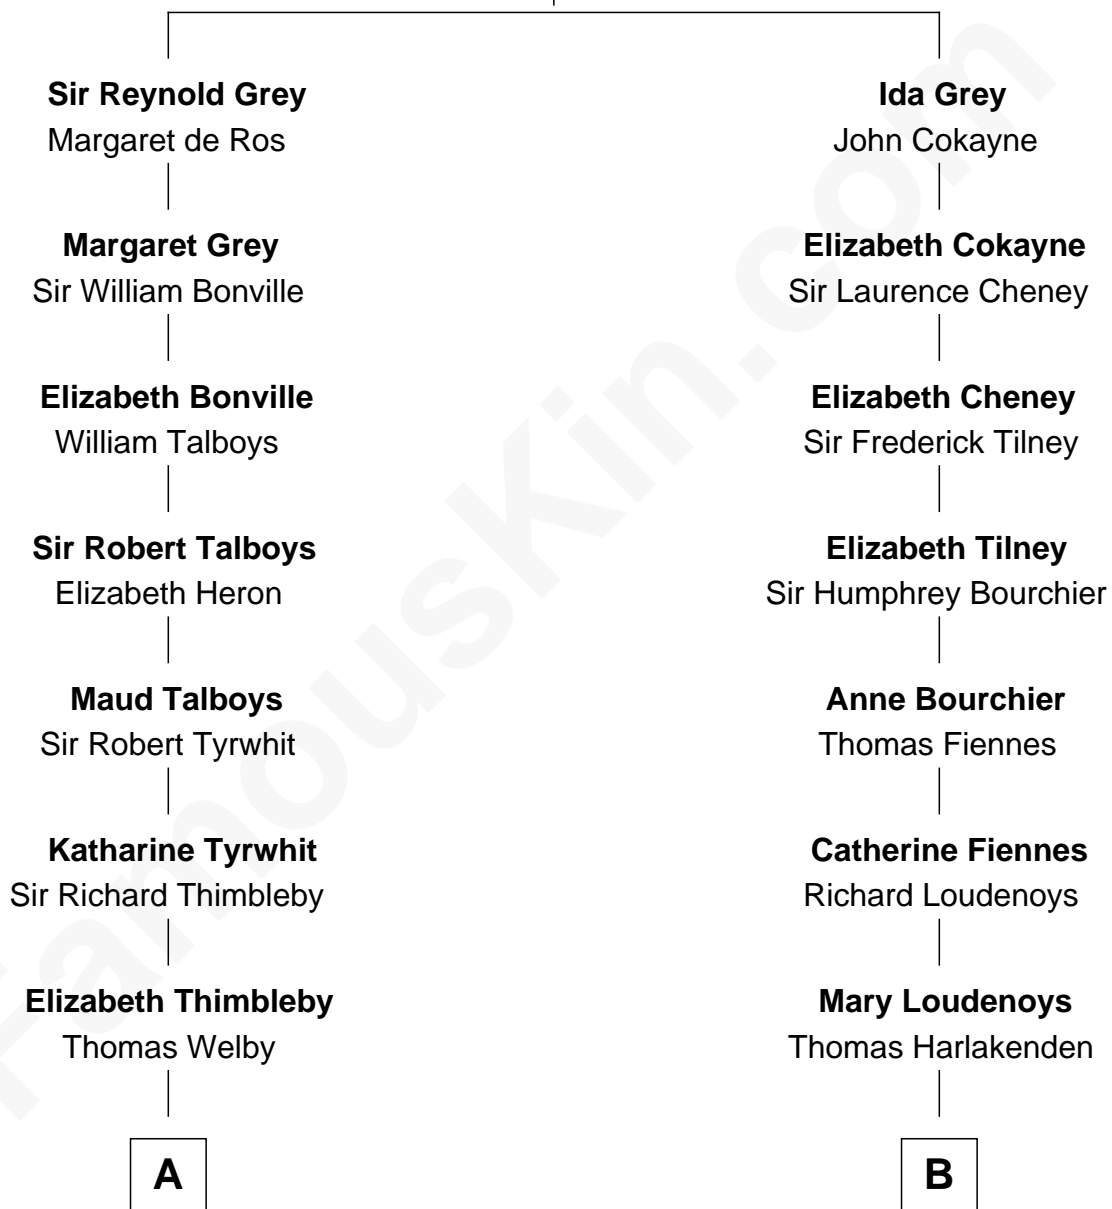 Sir Reynold Grey
Margaret de Ros
Margaret Grey
Sir William Bonville
Elizabeth Bonville
William Talboys
Sir Robert Talboys
Elizabeth Heron
Maud Talboys
Sir Robert Tyrwhit
Katharine Tyrwhit
Sir Richard Thimbleby
Elizabeth Thimbleby
Thomas Welby
A
Ida Grey
John Cokayne
Elizabeth Cokayne
Sir Laurence Cheney
Elizabeth Cheney
Sir Frederick Tilney
Elizabeth Tilney
Sir Humphrey Bourchier
Anne Bourchier
Thomas Fiennes
Catherine Fiennes
Richard Loudenoys
Mary Loudenoys
Thomas Harlakenden
B
FamousKin.com